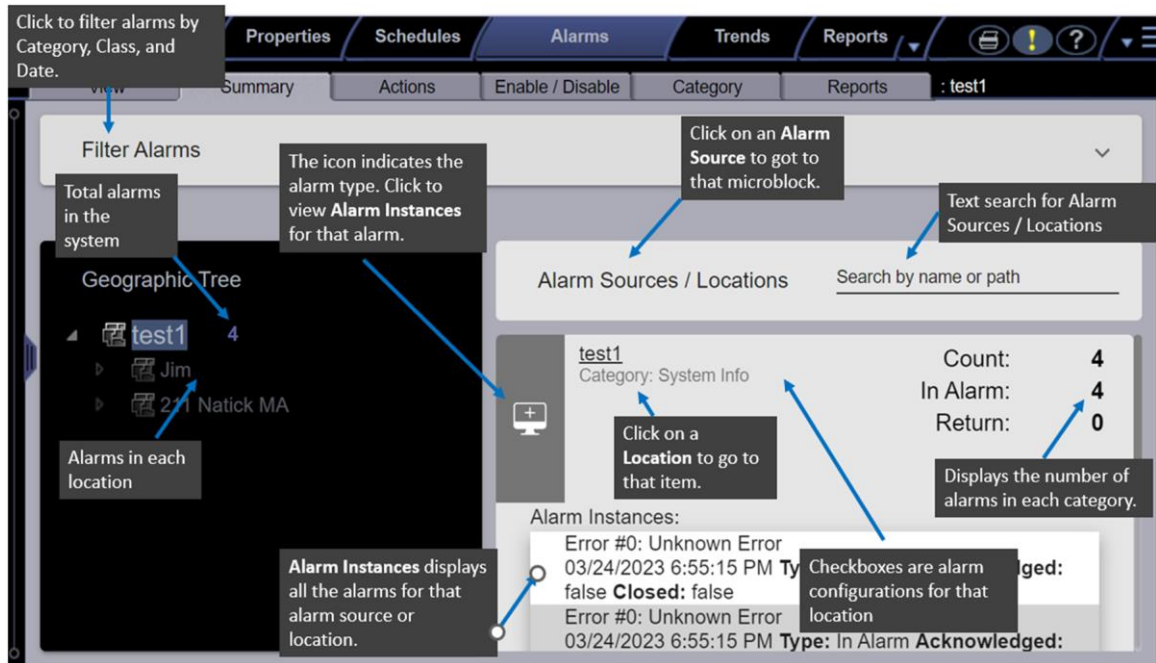 Click to filter alarms by
Category, Class, and
Date.
Properties
Schedules
Alarms
Trends
Reports
View
Summary
Actions
Enable / Disable
Category
Reports
: test1
Filter Alarms
The icon indicates the
alarm type. Click to
view Alarm Instances
for that alarm.
Click on an Alarm
Source to got to
that microblock.
Total alarms
in the
system
Text search for Alarm
Sources / Locations
Geographic Tree
Alarm Sources / Locations
Search by name or path
test1 4
Jim
211 Natick MA
test1
Category: System Info
Count: 4
In Alarm: 4
Return: 0
Click on a
Location to go to
that item.
Alarms in each
location
Displays the number of
alarms in each category.
Alarm Instances:
Error #0: Unknown Error
03/24/2023 6:55:15 PM Ty ged:
false Closed: false
Error #0: Unknown Error
03/24/2023 6:55:15 PM Type: In Alarm Acknowledged:
Alarm Instances displays
all the alarms for that
alarm source or
location.
Checkboxes are alarm
configurations for that
location